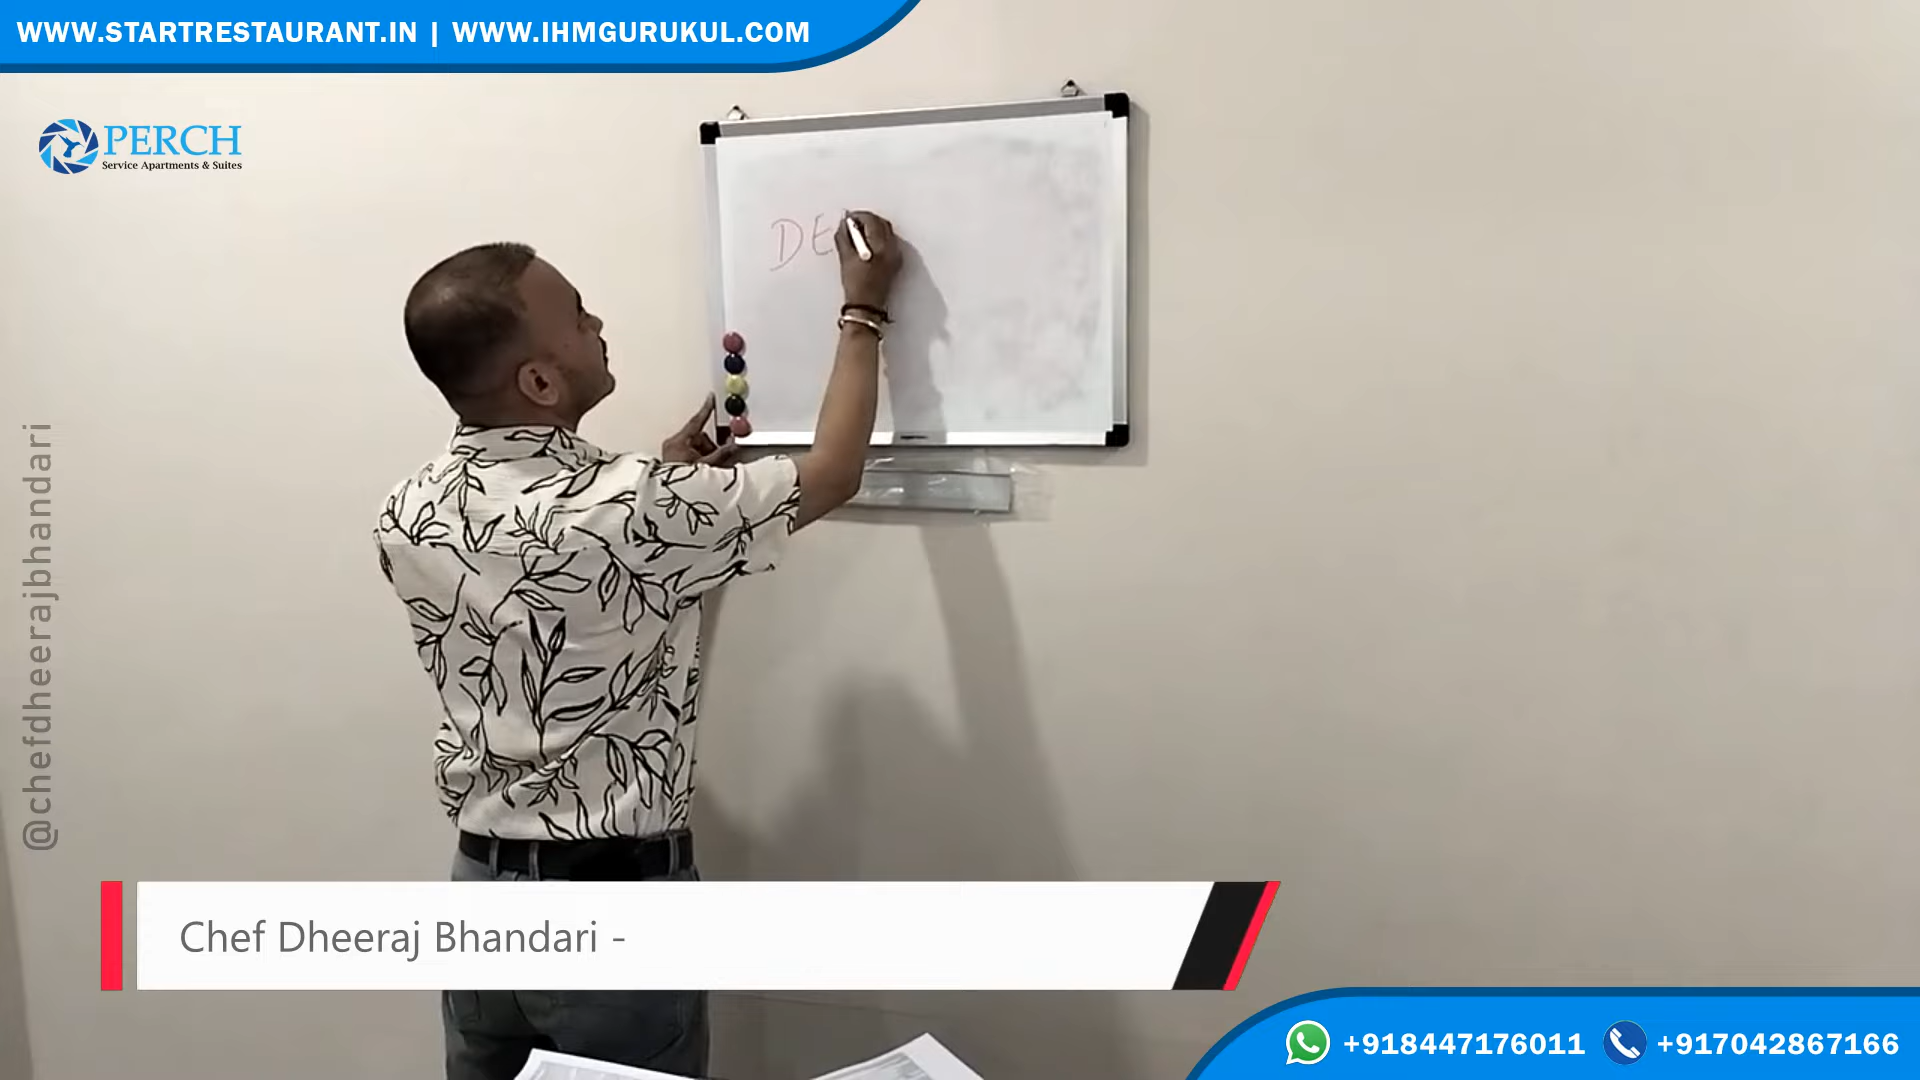 WWW.STARTRESTAURANT.IN | WWW.IHMGURUKUL.COM
PERCH
Service Apartments & Suites
DE
@chefdheerajbhandari
Chef Dheeraj Bhandari -
+918447176011 +917042867166